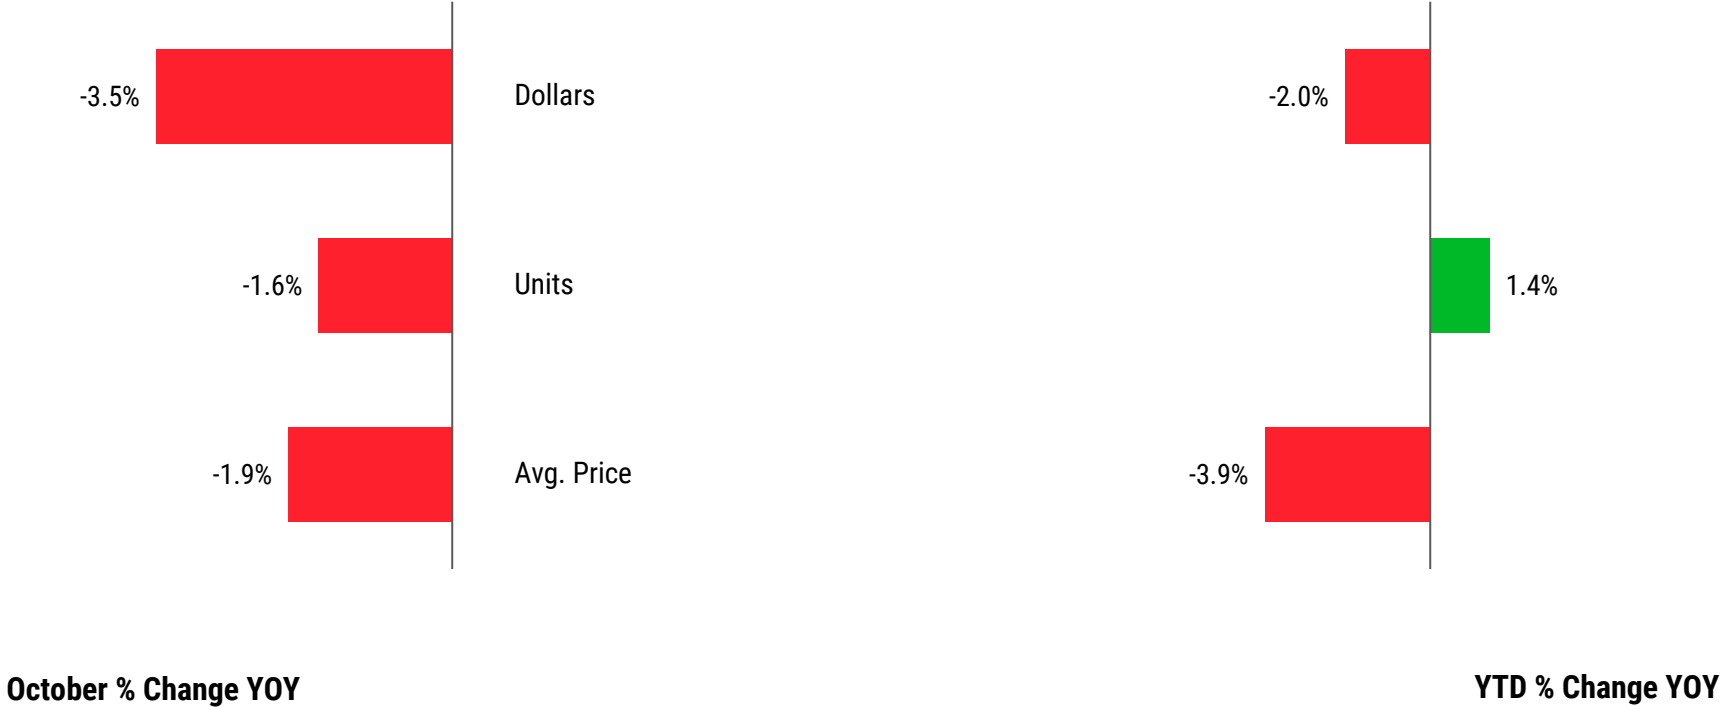 -3.5%
Dollars
-2.0%
-1.6%
Units
1.4%
-1.9%
Avg. Price
-3.9%
October % Change YOY
YTD % Change YOY